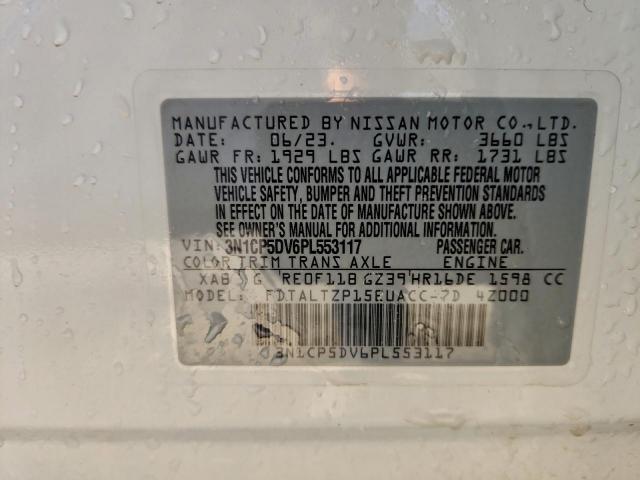 MANUFACTURED BY NISSAN MOTOR CO.,LTD.
DATE: 06/23. GVWR: 3660 LBS
GAWR FR: 1929 LBS GAWR RR: 1731 LBS
THIS VEHICLE CONFORMS TO ALL APPLICABLE FEDERAL MOTOR
VEHICLE SAFETY, BUMPER AND THEFT PREVENTION STANDARDS
IN EFFECT ON THE DATE OF MANUFACTURE SHOWN ABOVE.
SEE OWNER'S MANUAL FOR ADDITIONAL INFORMATION.
VIN: 3N1CP5DV6PL553117 PASSENGER CAR.
COLOR TRIM TRANS AXLE ENGINE
XAB G RE0F11B GZ39 HR16DE 1598 CC
MODEL FDTALTZP15EUACC-7D 4Z000
3N1CP5DV6PL553117